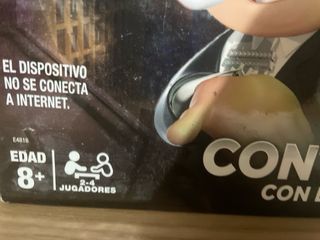 EL DISPOSITIVO
NO SE CONECTA
A INTERNET.
E4816
EDAD
8+
2-4
JUGADORES
CON
CON